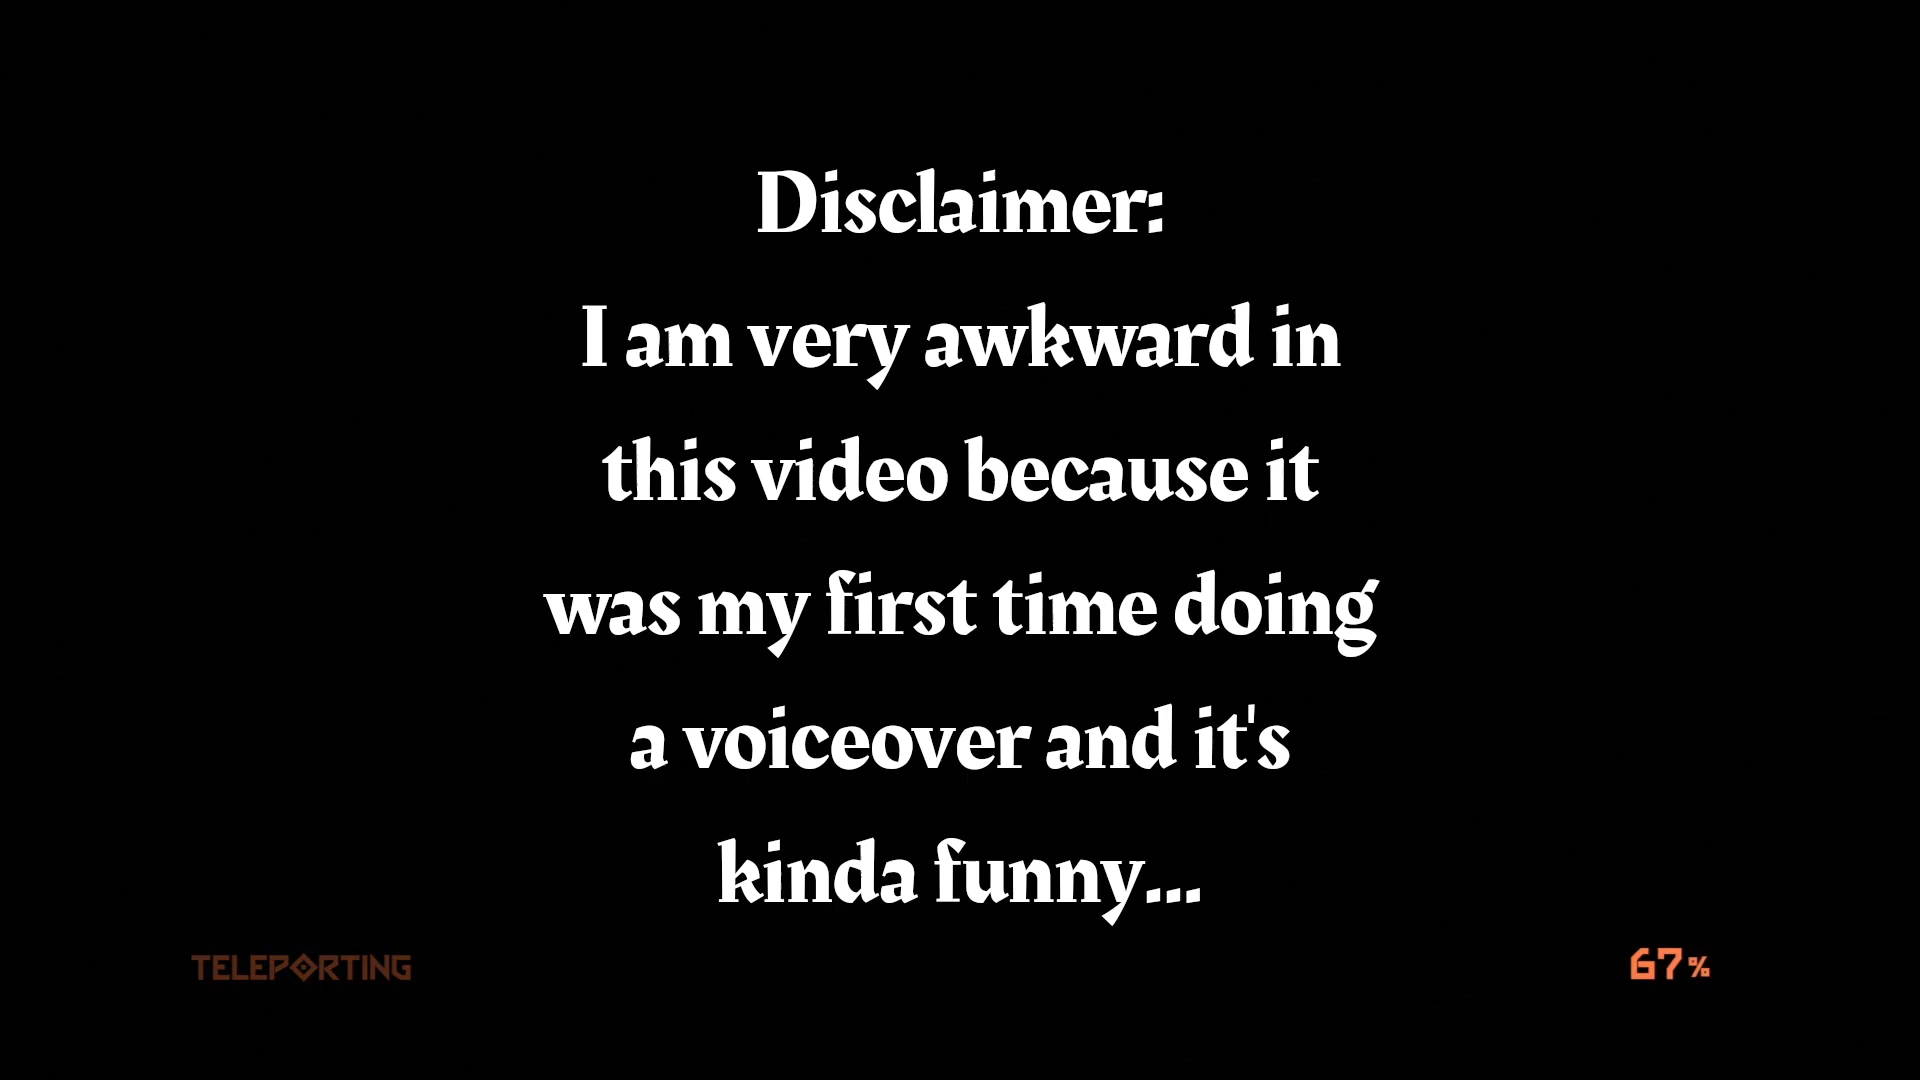 Disclaimer:
I am very awkward in
this video because it
was my first time doing
a voiceover and it's
kinda funny...
TELEPORTING
67%